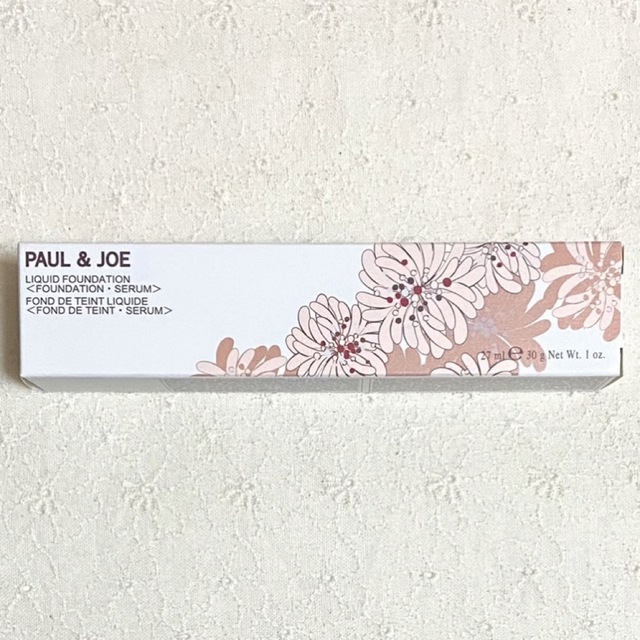 PAUL & JOE
LIQUID FOUNDATION
<FOUNDATION・SERUM>
FOND DE TEINT LIQUIDE
<FOND DE TEINT・SERUM>
27 ml ℮ 30 g Net Wt. 1 oz.